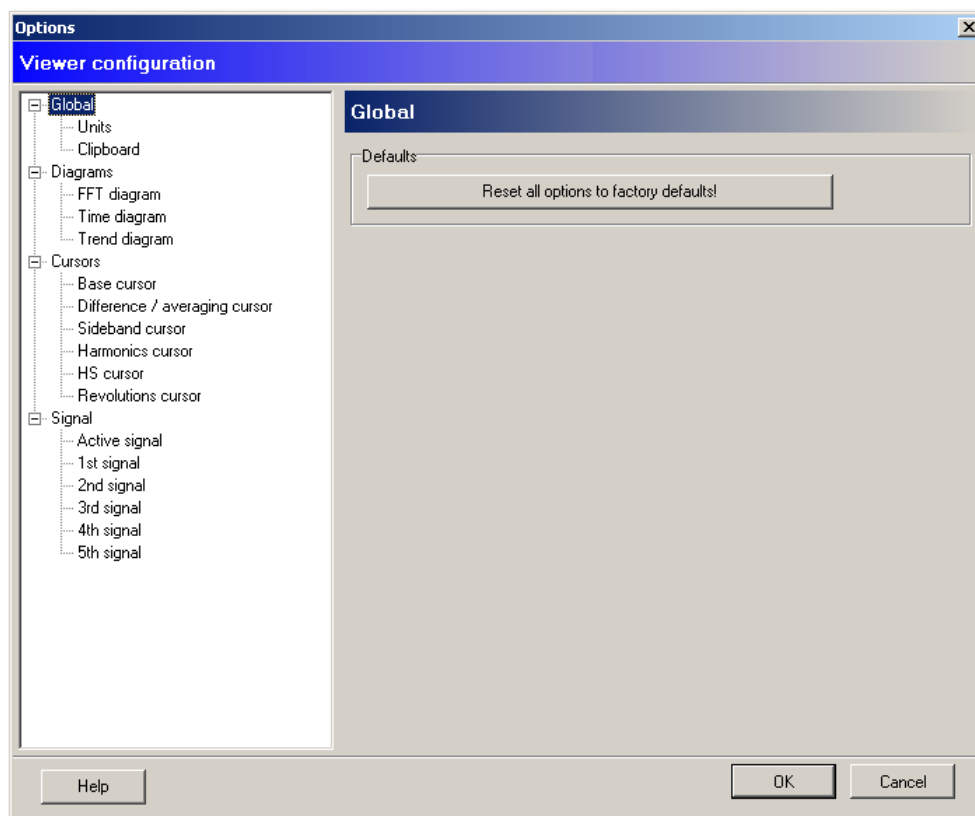 Options
Viewer configuration
Global
Units
Clipboard
Diagrams
FFT diagram
Time diagram
Trend diagram
Cursors
Base cursor
Difference / averaging cursor
Sideband cursor
Harmonics cursor
HS cursor
Revolutions cursor
Signal
Active signal
1st signal
2nd signal
3rd signal
4th signal
5th signal
Global
Defaults
Reset all options to factory defaults!
Help
OK
Cancel